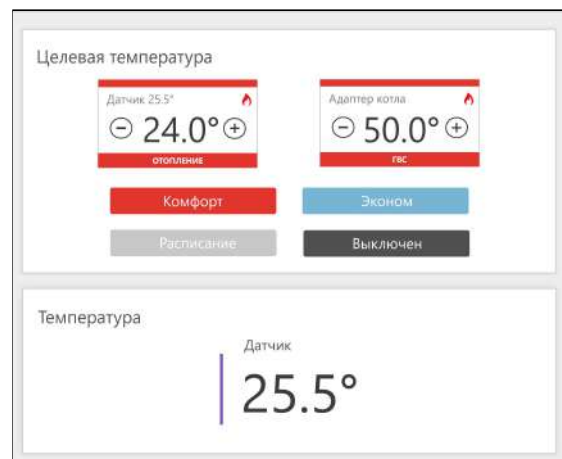 Целевая температура
Датчик 25.5°
24.0°
ОТОПЛЕНИЕ
Адаптер котла
50.0°
ГВС
Комфорт
Эконом
Расписание
Выключен
Температура
Датчик
25.5°